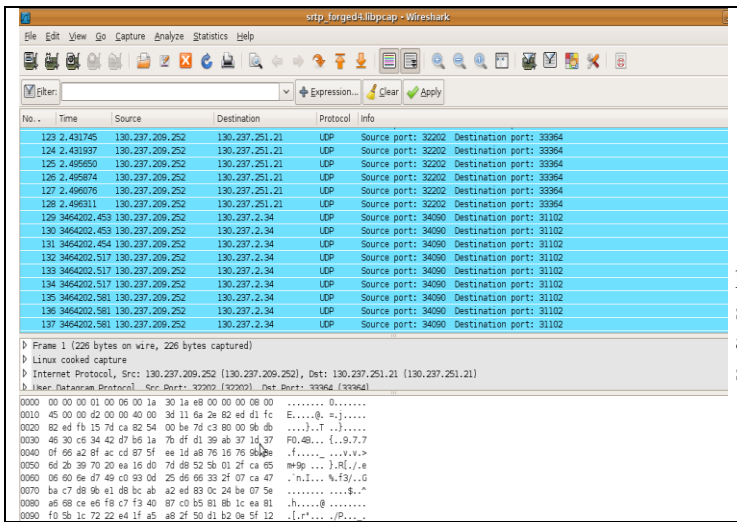 srtp_forged4.libpcap - Wireshark
File Edit View Go Capture Analyze Statistics Help
Filter: Expression... Clear Apply
No. . Time Source Destination Protocol Info
123 2.431745 130.237.209.252 130.237.251.21 UDP Source port: 32202 Destination port: 33364
124 2.431937 130.237.209.252 130.237.251.21 UDP Source port: 32202 Destination port: 33364
125 2.495650 130.237.209.252 130.237.251.21 UDP Source port: 32202 Destination port: 33364
126 2.495874 130.237.209.252 130.237.251.21 UDP Source port: 32202 Destination port: 33364
127 2.496076 130.237.209.252 130.237.251.21 UDP Source port: 32202 Destination port: 33364
128 2.496311 130.237.209.252 130.237.251.21 UDP Source port: 32202 Destination port: 33364
129 3464202.453 130.237.209.252 130.237.2.34 UDP Source port: 34090 Destination port: 31102
130 3464202.453 130.237.209.252 130.237.2.34 UDP Source port: 34090 Destination port: 31102
131 3464202.454 130.237.209.252 130.237.2.34 UDP Source port: 34090 Destination port: 31102
132 3464202.517 130.237.209.252 130.237.2.34 UDP Source port: 34090 Destination port: 31102
133 3464202.517 130.237.209.252 130.237.2.34 UDP Source port: 34090 Destination port: 31102
134 3464202.517 130.237.209.252 130.237.2.34 UDP Source port: 34090 Destination port: 31102
135 3464202.581 130.237.209.252 130.237.2.34 UDP Source port: 34090 Destination port: 31102
136 3464202.581 130.237.209.252 130.237.2.34 UDP Source port: 34090 Destination port: 31102
137 3464202.581 130.237.209.252 130.237.2.34 UDP Source port: 34090 Destination port: 31102
Frame 1 (226 bytes on wire, 226 bytes captured)
Linux cooked capture
Internet Protocol, Src: 130.237.209.252 (130.237.209.252), Dst: 130.237.251.21 (130.237.251.21)
User Datagram Protocol, Src Port: 32202 (32202), Dst Port: 33364 (33364)
0000 00 00 00 01 00 06 00 1a 30 1a e8 00 00 00 08 00 ........ 0.......
0010 45 00 00 d2 00 00 40 00 3d 11 6a 2e 82 ed d1 fc E.....@. =.j.....
0020 82 ed fb 15 7d ca 82 54 00 be 7d c3 80 00 9b db ....}..T ..}.....
0030 46 30 c6 34 42 d7 b6 1a 7b df d1 39 ab 37 1d 37 F0.4B... {..9.7.7
0040 0f 66 a2 8f ac cd 87 5f ee 1d a8 76 16 76 .f....._ ...v.v.>
0050 6d 2b 39 70 20 ea 16 d0 7d d8 52 5b 01 2f ca 65 m+9p ... }.R[./.e
0060 06 60 6e d7 49 c0 93 0d 25 d6 66 33 2f 07 ca 47 .`n.I... %.f3/..G
0070 ba c7 d8 9b e1 d8 bc ab a2 ed 83 0c 24 be 07 5e ........ ....$..^
0080 a6 68 ce e6 f8 c7 f3 40 87 c0 b5 81 8b 1c ea 81 .h.....@ ........
0090 f0 5b 1c 72 22 e4 1f a5 a8 2f 50 d1 b2 0e 5f 12 .[.r"... ./P..._.